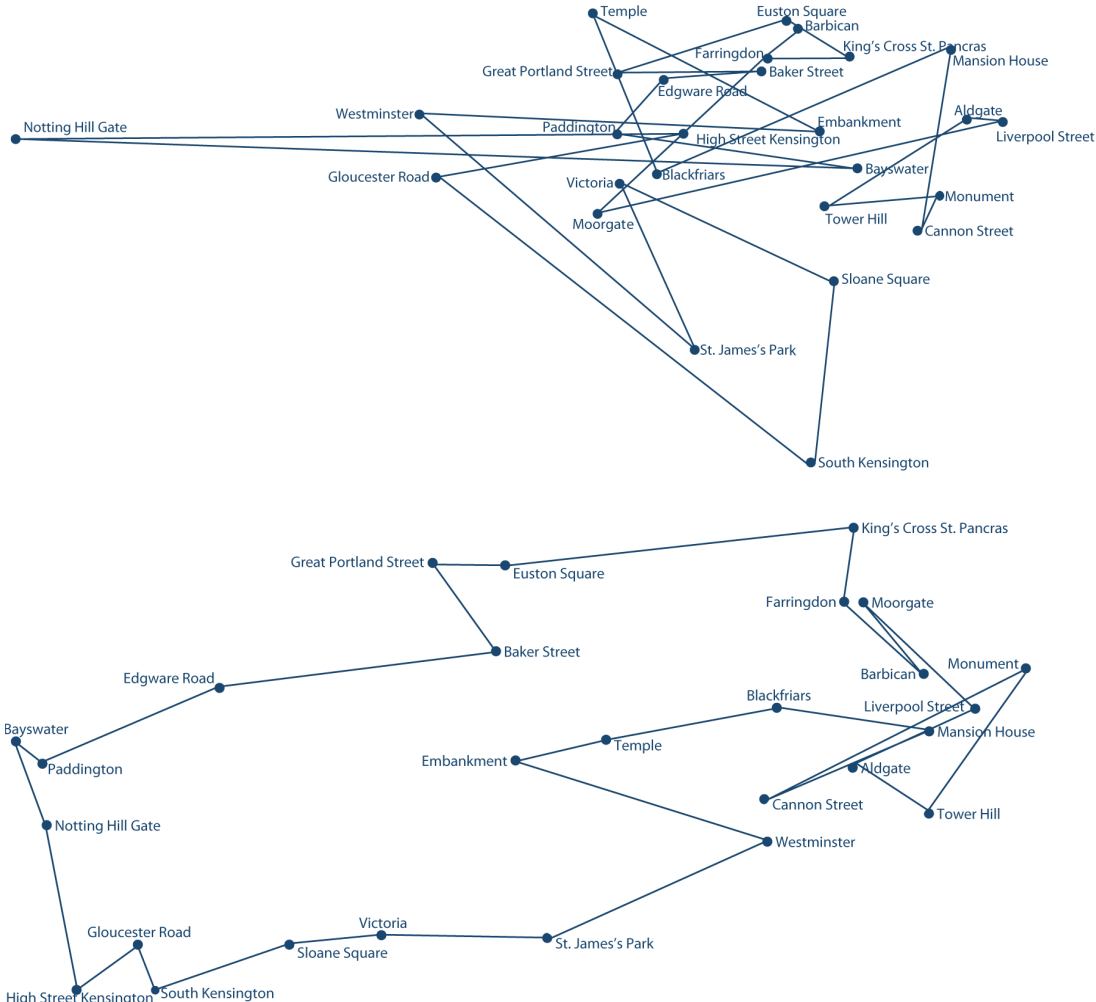 Temple
Euston Square
Barbican
King's Cross St. Pancras
Farringdon
Mansion House
Great Portland Street
Baker Street
Edgware Road
Aldgate
Westminster
Embankment
Notting Hill Gate
Paddington
Liverpool Street
High Street Kensington
Bayswater
Gloucester Road
Blackfriars
Victoria
Monument
Tower Hill
Moorgate
Cannon Street
Sloane Square
St. James's Park
South Kensington
King's Cross St. Pancras
Great Portland Street
Euston Square
Farringdon
Moorgate
Baker Street
Monument
Barbican
Edgware Road
Blackfriars
Liverpool Street
Bayswater
Mansion House
Temple
Embankment
Paddington
Aldgate
Cannon Street
Tower Hill
Notting Hill Gate
Westminster
Victoria
Gloucester Road
St. James's Park
Sloane Square
South Kensington
High Street Kensington